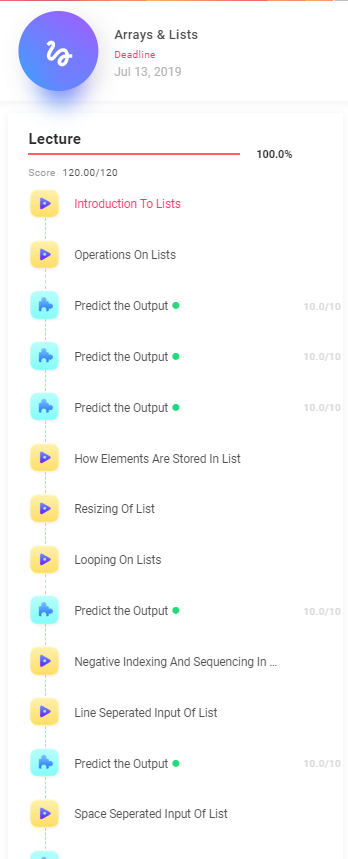 Arrays & Lists
Deadline
Jul 13, 2019
Lecture
100.0%
Score 120.00/120
Introduction To Lists
Operations On Lists
Predict the Output 10.0/10
Predict the Output 10.0/10
Predict the Output 10.0/10
How Elements Are Stored In List
Resizing Of List
Looping On Lists
Predict the Output 10.0/10
Negative Indexing And Sequencing In ...
Line Seperated Input Of List
Predict the Output 10.0/10
Space Seperated Input Of List